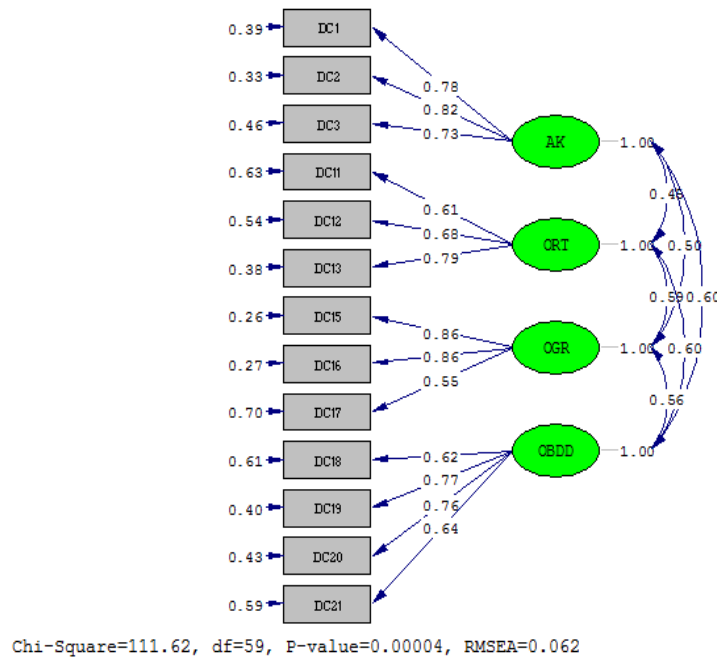 0.39 DC1
0.78
0.33 DC2
0.82
0.46 DC3
0.73
AK 1.00
0.63 DC11
0.61
0.54 DC12
0.68
ORT 1.00 0.50
0.38 DC13
0.79
0.59 0.60
0.26 DC15
0.86
OGR 1.00 0.60
0.27 DC16
0.86
0.70 DC17
0.55
0.56
0.61 DC18
0.62
OBDD 1.00
0.40 DC19
0.77
0.76
0.43 DC20
0.64
0.59 DC21
Chi-Square=111.62, df=59, P-value=0.00004, RMSEA=0.062